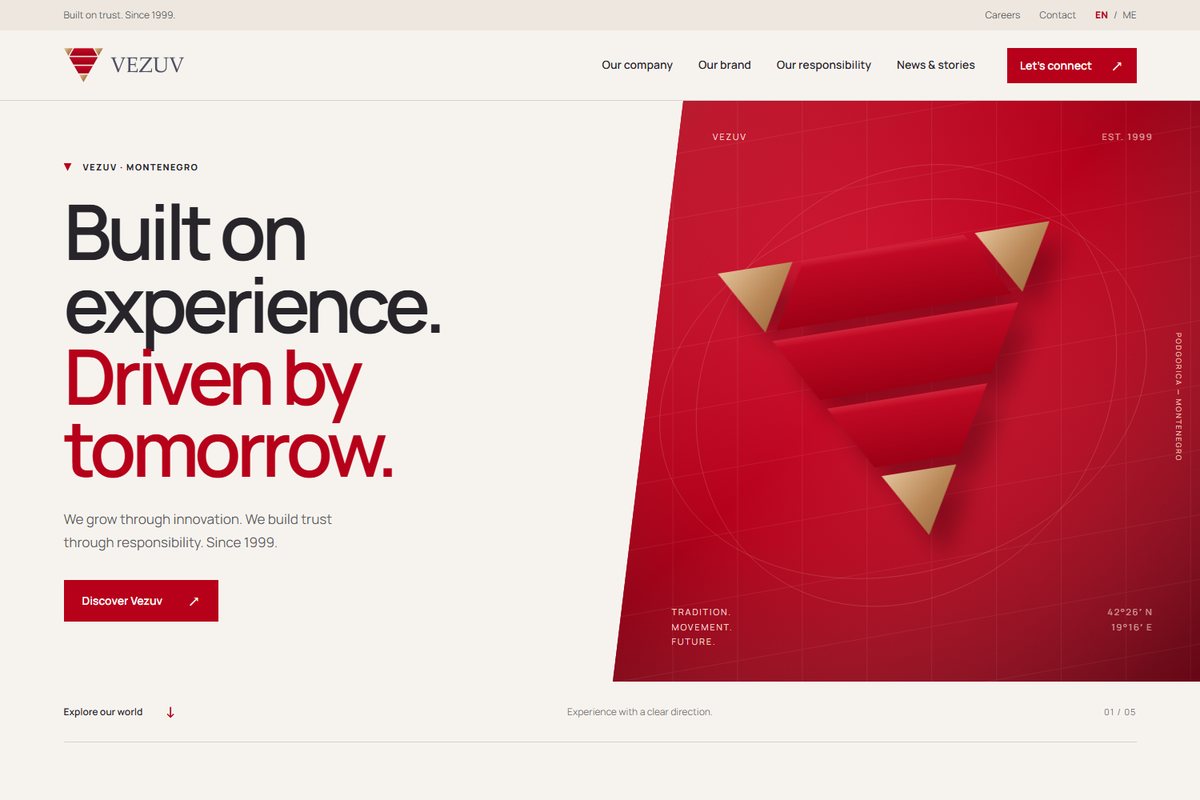 Built on trust. Since 1999.
Careers Contact EN / ME
VEZUV
Our company Our brand Our responsibility News & stories Let's connect ↗
VEZUV · MONTENEGRO
Built on
experience.
Driven by
tomorrow.
We grow through innovation. We build trust
through responsibility. Since 1999.
Discover Vezuv ↗
VEZUV
EST. 1999
PODGORICA — MONTENEGRO
TRADITION.
MOVEMENT.
FUTURE.
42°26′ N
19°16′ E
Explore our world ↓
Experience with a clear direction.
01 / 05